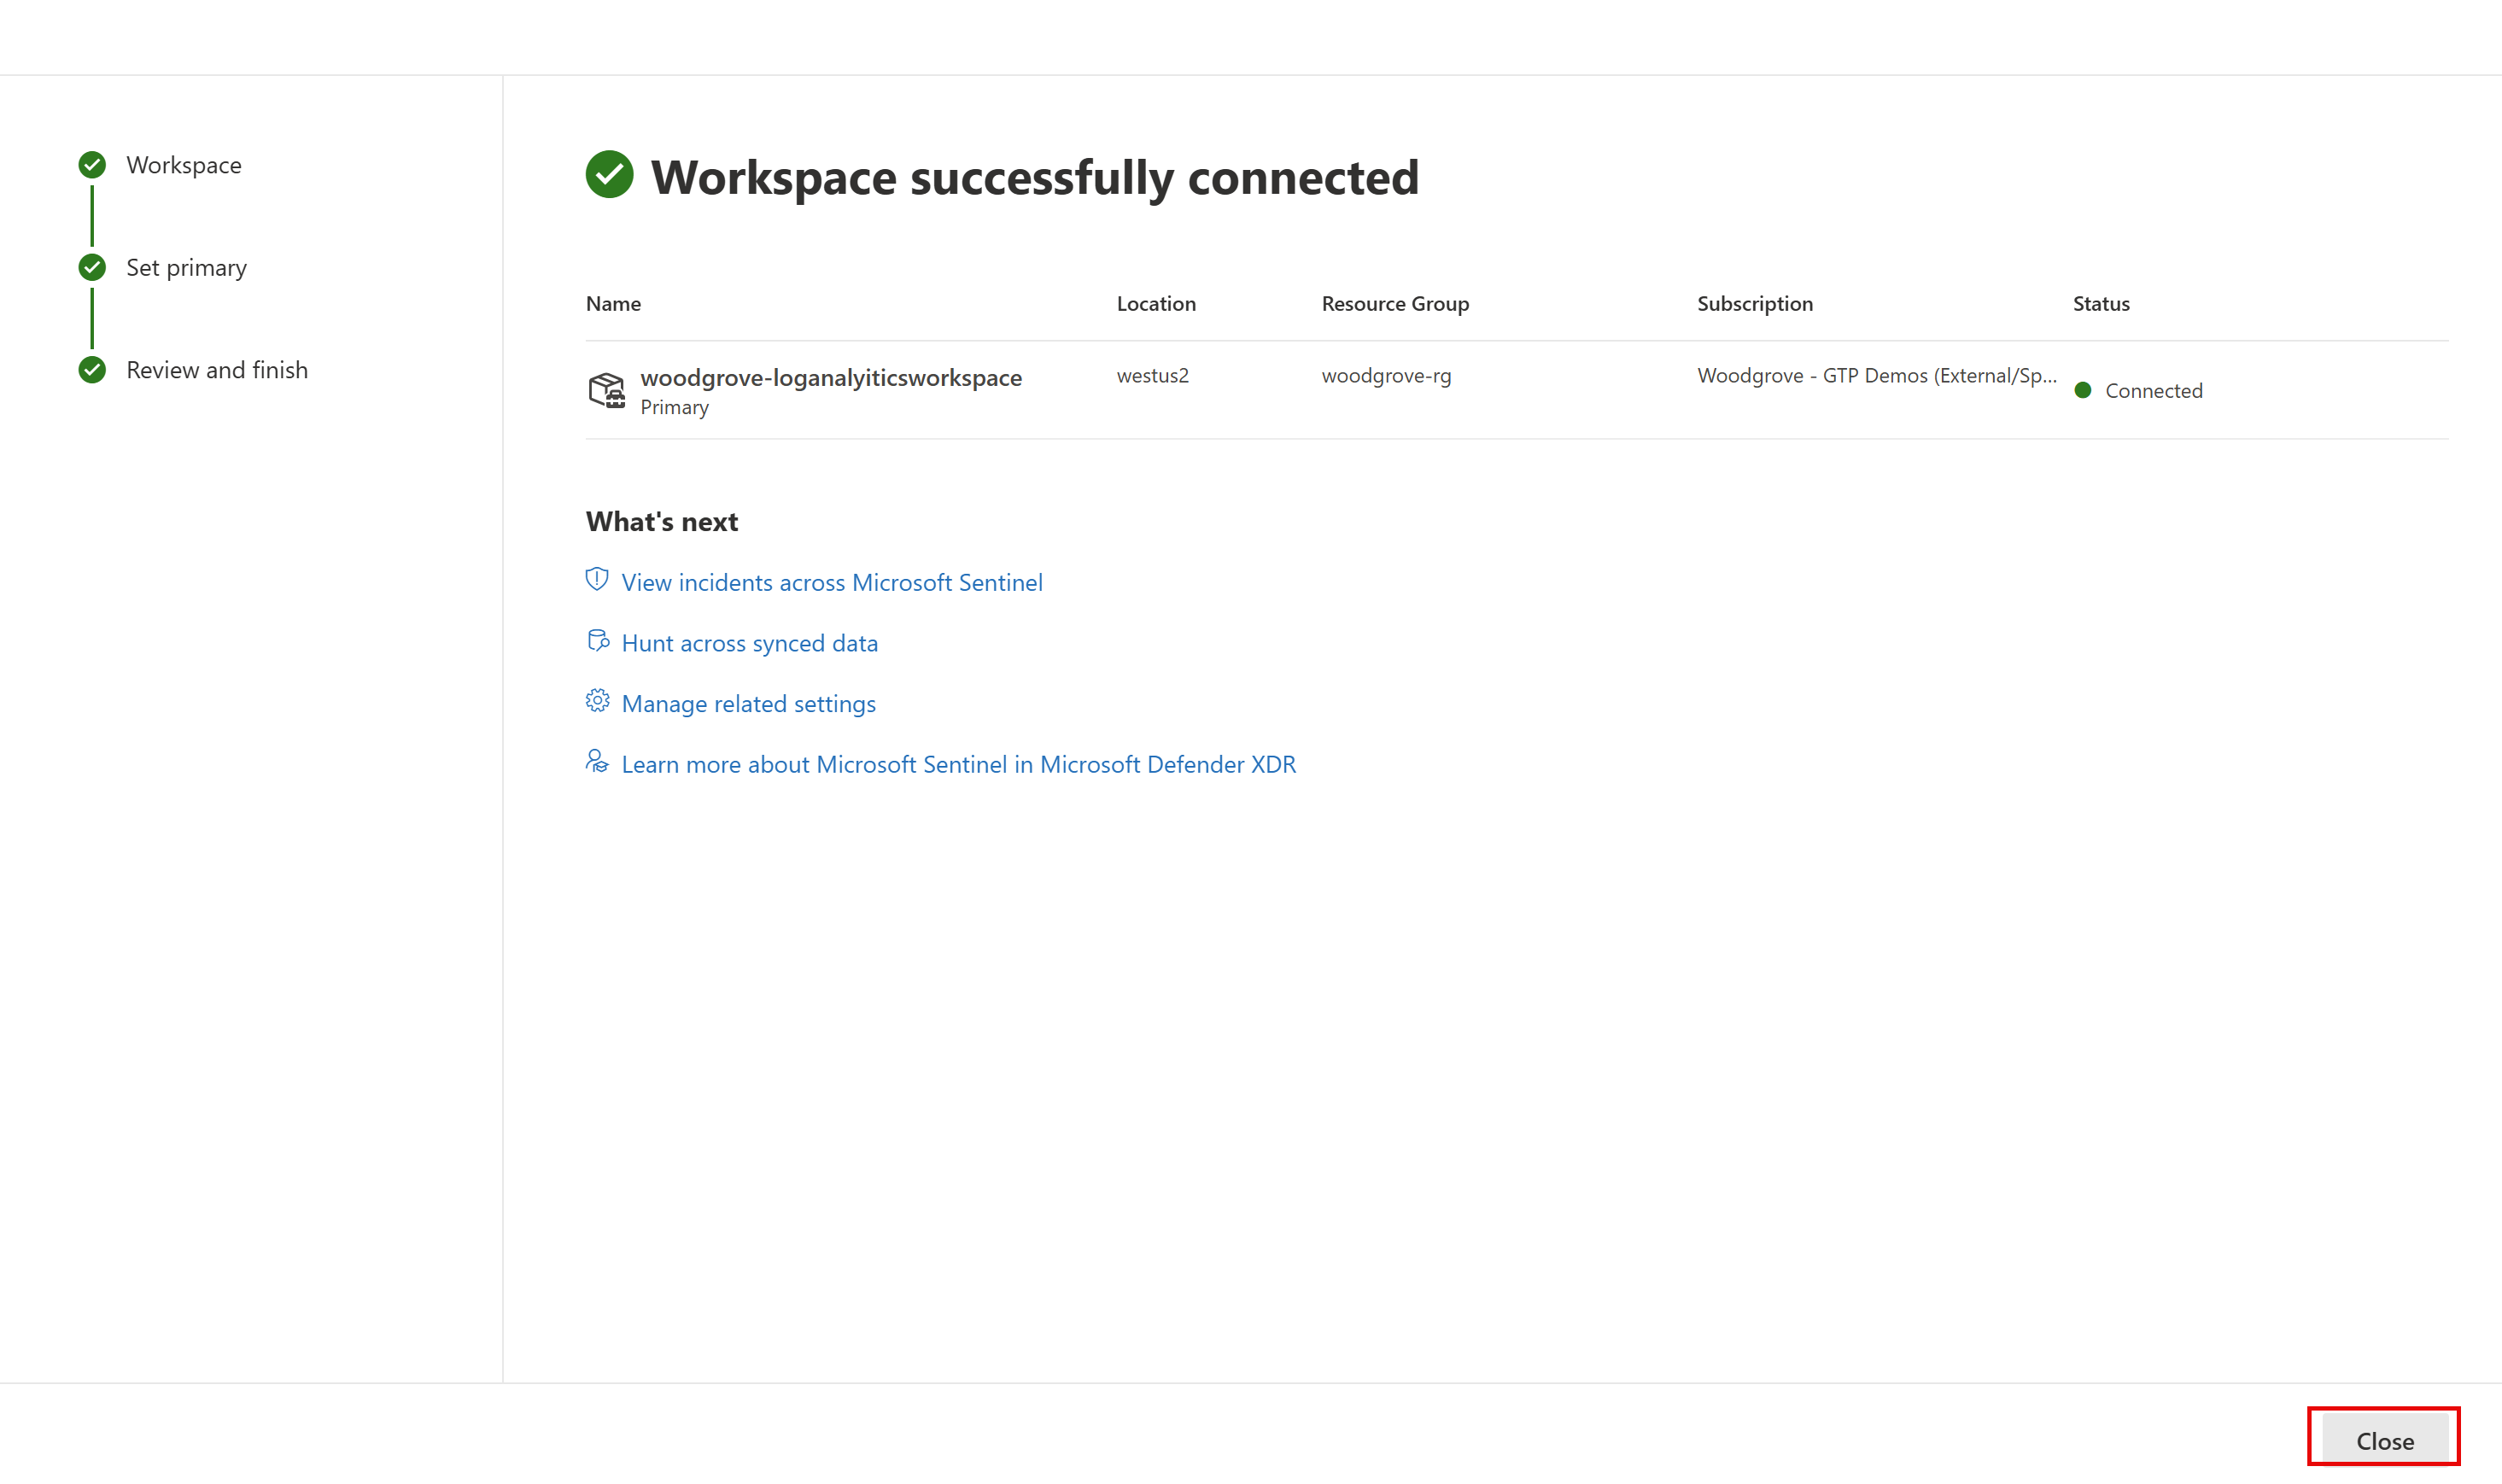 Workspace
Set primary
Review and finish
Workspace successfully connected
Name Location Resource Group Subscription Status
woodgrove-loganalyiticsworkspace westus2 woodgrove-rg Woodgrove - GTP Demos (External/Sp... Connected
Primary
What's next
View incidents across Microsoft Sentinel
Hunt across synced data
Manage related settings
Learn more about Microsoft Sentinel in Microsoft Defender XDR
Close